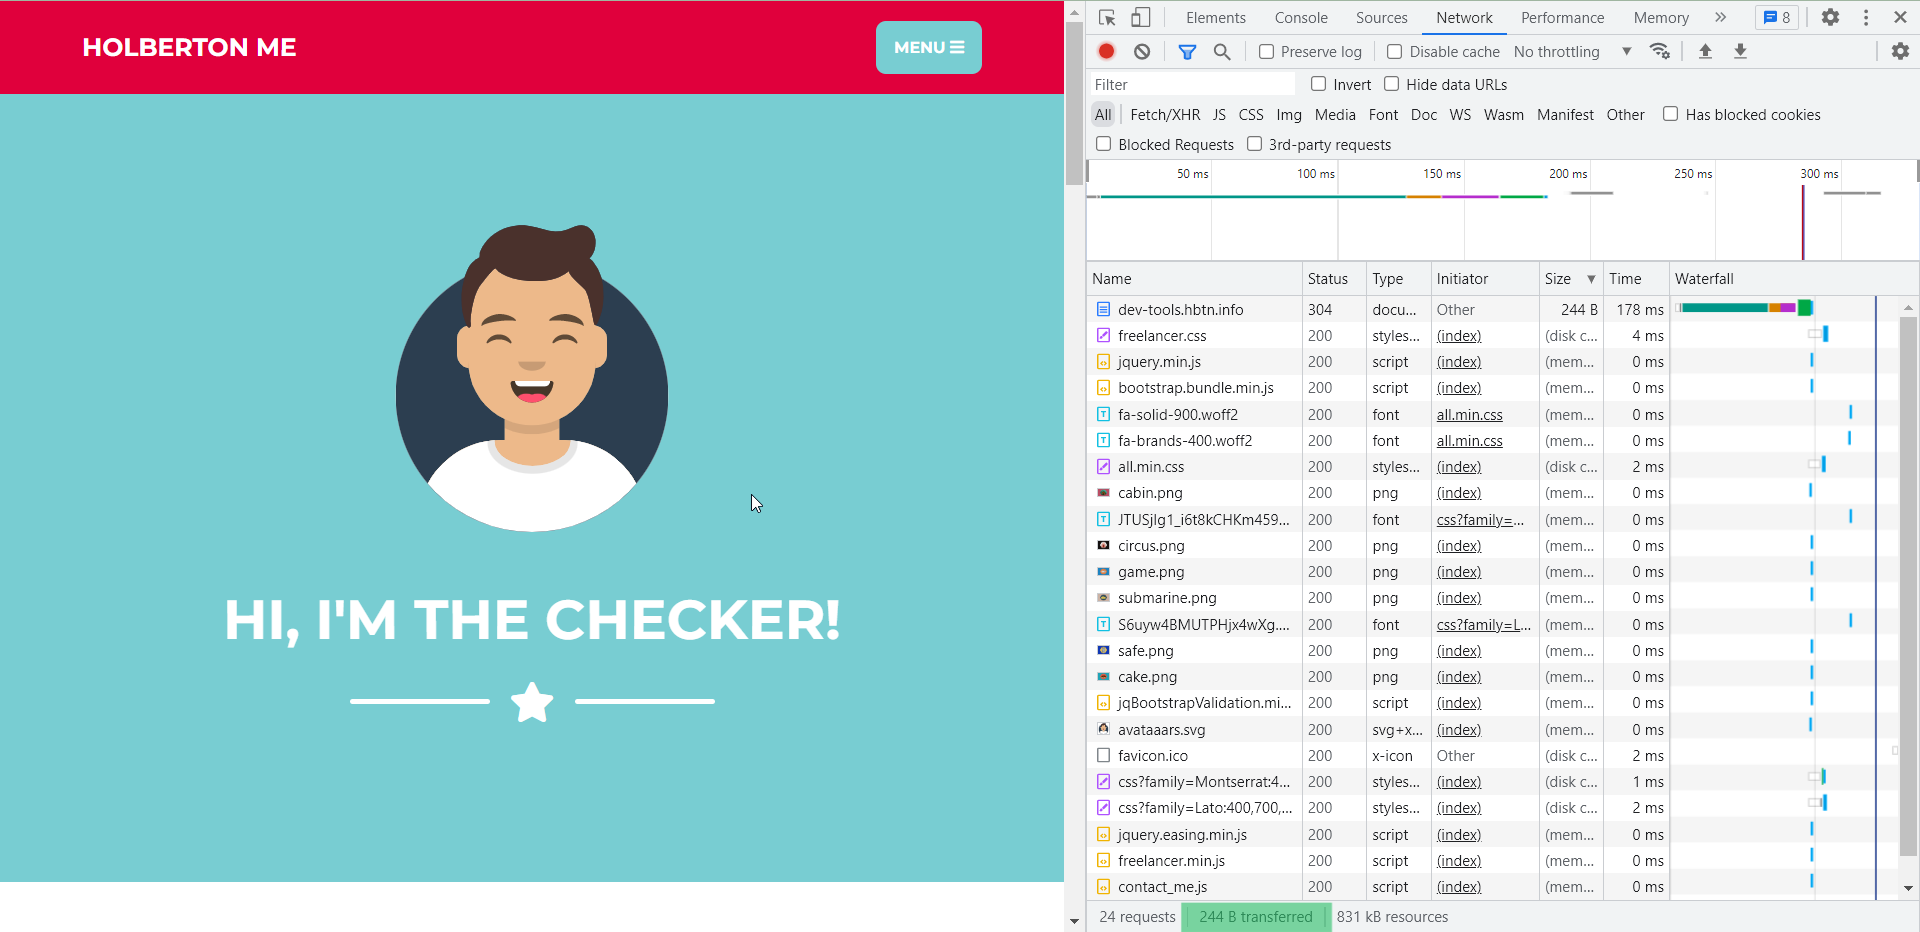 HOLBERTON ME
MENU
HI, I'M THE CHECKER!
Elements Console Sources Network Performance Memory 8
Preserve log Disable cache No throttling
Filter Invert Hide data URLs
All Fetch/XHR JS CSS Img Media Font Doc WS Wasm Manifest Other Has blocked cookies
Blocked Requests 3rd-party requests
50 ms 100 ms 150 ms 200 ms 250 ms 300 ms
Name Status Type Initiator Size Time Waterfall
dev-tools.hbtn.info 304 docu... Other 244 B 178 ms
freelancer.css 200 styles... (index) (disk c... 4 ms
jquery.min.js 200 script (index) (mem... 0 ms
bootstrap.bundle.min.js 200 script (index) (mem... 0 ms
fa-solid-900.woff2 200 font all.min.css (mem... 0 ms
fa-brands-400.woff2 200 font all.min.css (mem... 0 ms
all.min.css 200 styles... (index) (disk c... 2 ms
cabin.png 200 png (index) (mem... 0 ms
JTUSjIg1_i6t8kCHKm459... 200 font css?family=... (mem... 0 ms
circus.png 200 png (index) (mem... 0 ms
game.png 200 png (index) (mem... 0 ms
submarine.png 200 png (index) (mem... 0 ms
S6uyw4BMUTPHjx4wXg.... 200 font css?family=L... (mem... 0 ms
safe.png 200 png (index) (mem... 0 ms
cake.png 200 png (index) (mem... 0 ms
jqBootstrapValidation.mi... 200 script (index) (mem... 0 ms
avataaars.svg 200 svg+x... (index) (mem... 0 ms
favicon.ico 200 x-icon Other (disk c... 2 ms
css?family=Montserrat:4... 200 styles... (index) (disk c... 1 ms
css?family=Lato:400,700,... 200 styles... (index) (disk c... 2 ms
jquery.easing.min.js 200 script (index) (mem... 0 ms
freelancer.min.js 200 script (index) (mem... 0 ms
contact_me.js 200 script (index) (mem... 0 ms
24 requests 244 B transferred 831 kB resources